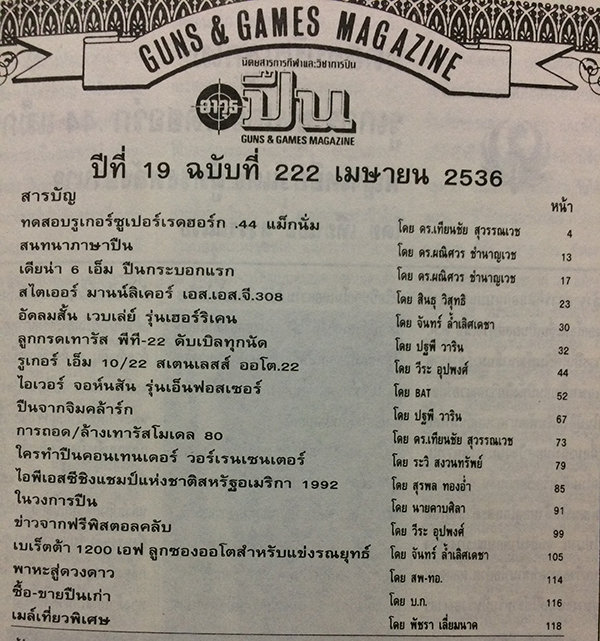 GUNS & GAMES MAGAZINE
นิตยสารการกีฬาและวิชาการปืน
อาวุธ ปืน
GUNS & GAMES MAGAZINE
ปีที่ 19 ฉบับที่ 222 เมษายน 2536
สารบัญ หน้า
ทดสอบรูเกอร์ซูเปอร์เรดฮอร์ก .44 แม็กนั่ม โดย ดร.เทียนชัย สุวรรณเวช 4
สนทนาภาษาปืน โดย ดร.ผณิศวร ชำนาญเวช 13
เดียน่า 6 เอ็ม ปืนกระบอกแรก โดย ดร.ผณิศวร ชำนาญเวช 17
สไตเออร์ มานน์ลิเคอร์ เอส.เอส.จี.308 โดย สินธุ วิสุทธิ 23
อัดลมสั้น เวบเล่ย์ รุ่นเฮอร์ริเคน โดย จันทร์ ล้ำเลิศเดชา 30
ลูกกรดเทารัส พีที-22 ดับเบิลทุกนัด โดย ปฐพี วาริน 32
รูเกอร์ เอ็ม 10/22 สเตนเลสส์ ออโต.22 โดย วีระ อุปพงศ์ 44
ไอเวอร์ จอห์นสัน รุ่นเอ็นฟอสเซอร์ โดย BAT 52
ปืนจากจิมคล้าร์ก โดย ปฐพี วาริน 67
การถอด/ล้างเทารัสโมเดล 80 โดย ดร.เทียนชัย สุวรรณเวช 73
ใครทำปืนคอนเทนเดอร์ วอร์เรนเซนเตอร์ โดย ระวิ สงวนทรัพย์ 79
ไอพีเอสซีชิงแชมป์แห่งชาติสหรัฐอเมริกา 1992 โดย สุรพล ทองอ่ำ 85
ในวงการปืน โดย นายคาบศิลา 91
ข่าวจากฟรีพิสตอลคลับ โดย วีระ อุปพงศ์ 99
เบเร็ตต้า 1200 เอฟ ลูกซองออโตสำหรับแข่งรณยุทธ์ โดย จันทร์ ล้ำเลิศเดชา 105
พาหะสู่ดวงดาว โดย สพ-ทอ. 114
ซื้อ-ขายปืนเก่า โดย บ.ก. 116
เมล์เที่ยวพิเศษ โดย พัชรา เลี่ยมนาค 118